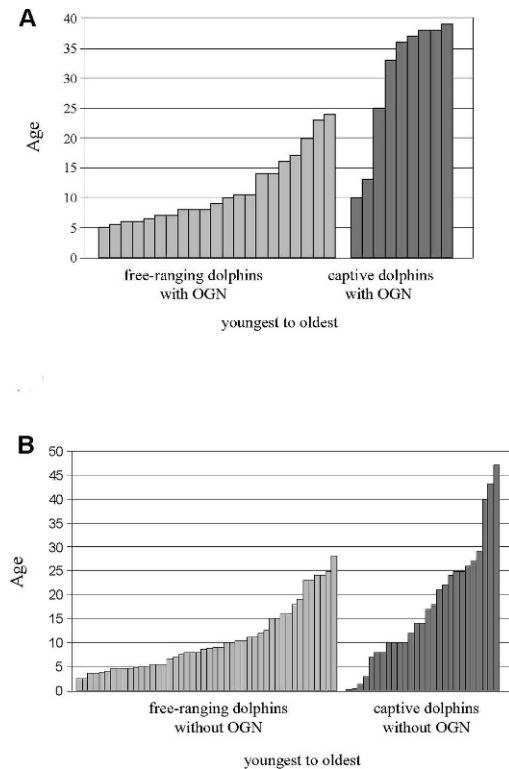 A
40
35
30
25
20
15
10
5
0
Age
free-ranging dolphins captive dolphins
with OGN with OGN
youngest to oldest
B
50
45
40
35
30
25
20
15
10
5
0
Age
free-ranging dolphins captive dolphins
without OGN without OGN
youngest to oldest